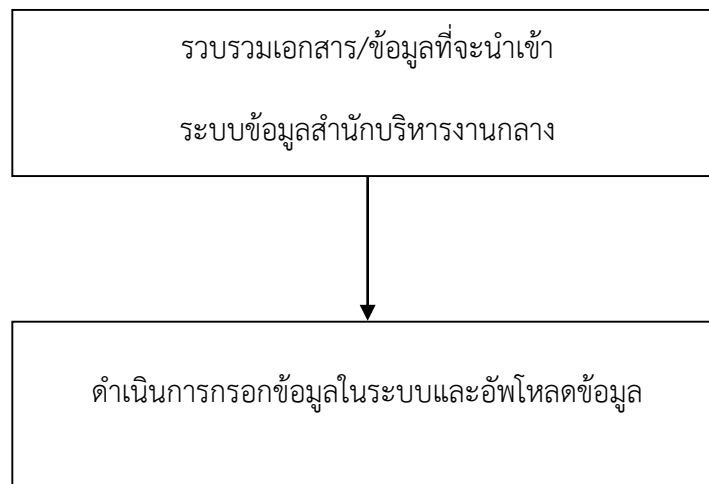 รวบรวมเอกสาร/ข้อมูลที่จะนำเข้า
ระบบข้อมูลสำนักบริหารงานกลาง
ดำเนินการกรอกข้อมูลในระบบและอัพโหลดข้อมูล